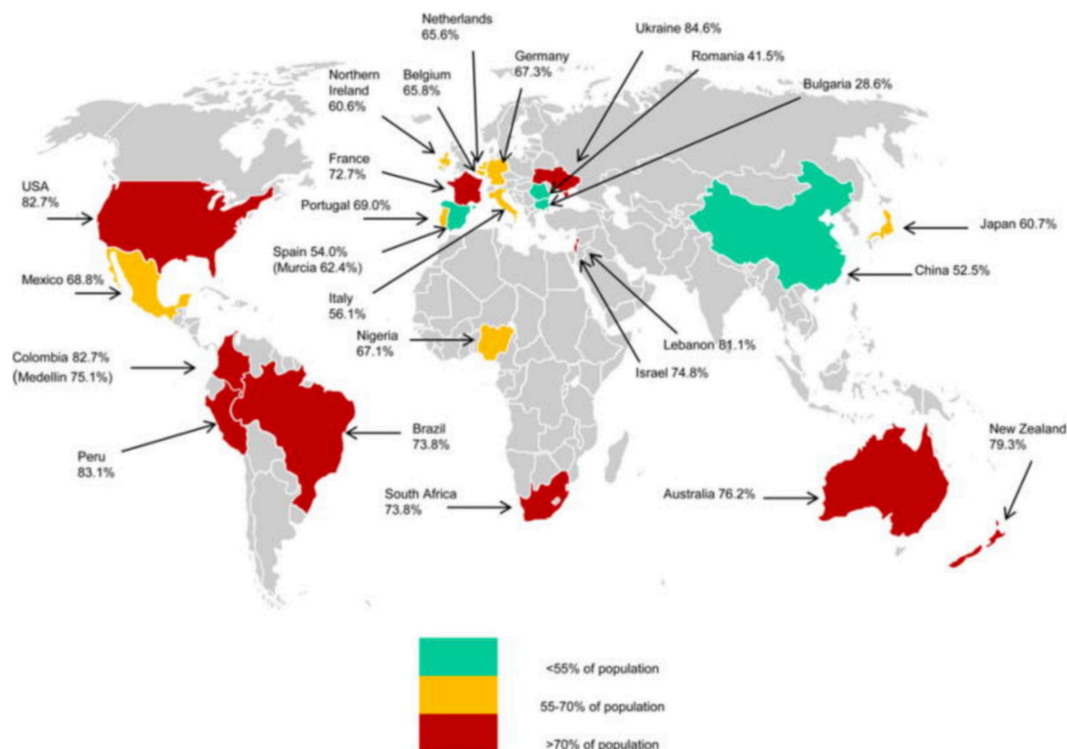 Netherlands
65.6%
Ukraine 84.6%
Romania 41.5%
Germany
67.3%
Belgium
65.8%
Northern
Ireland
60.6%
Bulgaria 28.6%
France
72.7%
USA
82.7%
Portugal 69.0%
Japan 60.7%
Spain 54.0%
(Murcia 62.4%)
China 52.5%
Mexico 68.8%
Italy
56.1%
Nigeria
67.1%
Lebanon 81.1%
Israel 74.8%
Colombia 82.7%
(Medellin 75.1%)
Brazil
73.8%
New Zealand
79.3%
Peru
83.1%
South Africa
73.8%
Australia 76.2%
<55% of population
55-70% of population
>70% of population